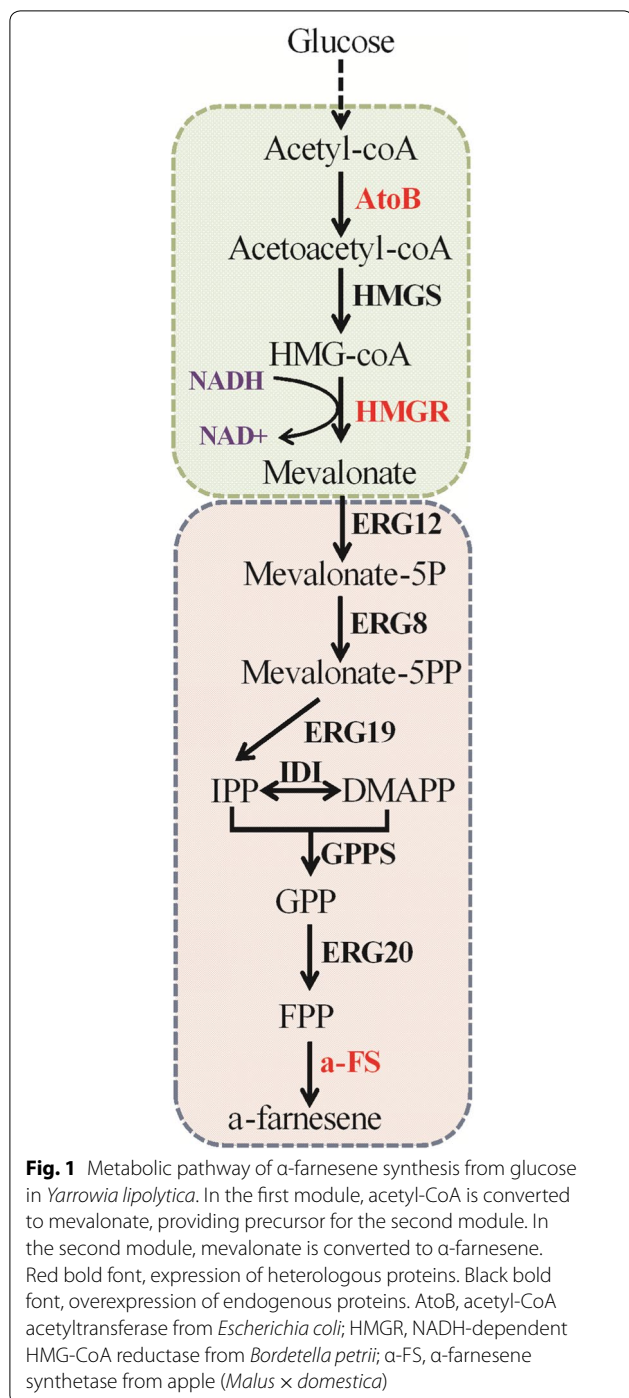 Glucose
Acetyl-coA
AtoB
Acetoacetyl-coA
HMGS
HMG-coA
NADH
HMGR
NAD+
Mevalonate
ERG12
Mevalonate-5P
ERG8
Mevalonate-5PP
ERG19
IPP IDI DMAPP
GPPS
GPP
ERG20
FPP
a-FS
a-farnesene
Fig. 1 Metabolic pathway of α-farnesene synthesis from glucose
in Yarrowia lipolytica. In the first module, acetyl-CoA is converted
to mevalonate, providing precursor for the second module. In
the second module, mevalonate is converted to α-farnesene.
Red bold font, expression of heterologous proteins. Black bold
font, overexpression of endogenous proteins. AtoB, acetyl-CoA
acetyltransferase from Escherichia coli; HMGR, NADH-dependent
HMG-CoA reductase from Bordetella petrii; α-FS, α-farnesene
synthetase from apple (Malus × domestica)